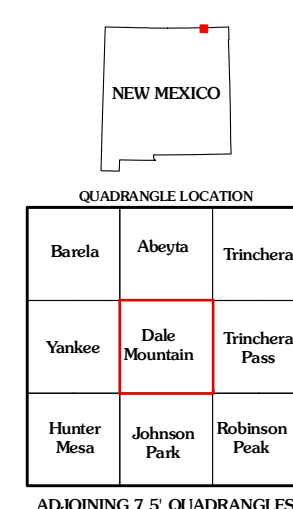 NEW MEXICO
QUADRANGLE LOCATION
Barela
Abeyta
Trinchera
Yankee
Dale
Mountain
Trinchera
Pass
Hunter
Mesa
Johnson
Park
Robinson
Peak
ADJOINING 7.5' QUADRANGLES